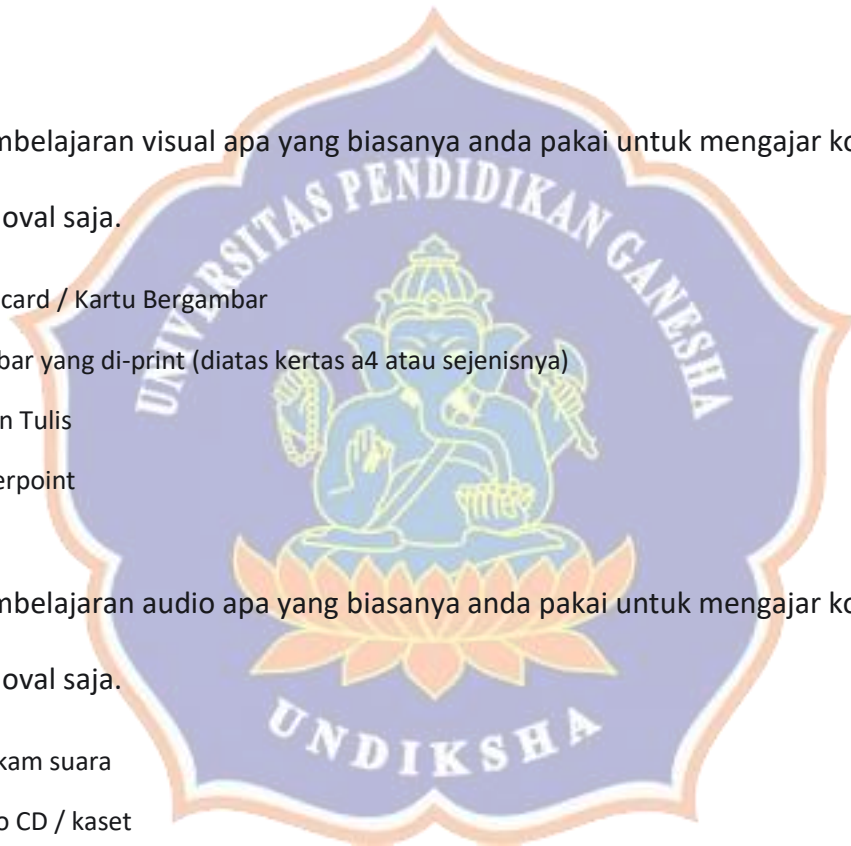 mbelajaran visual apa yang biasanya anda pakai untuk mengajar ko
UNIVERSITAS PENDIDIKAN GANESHA
oval saja.
card / Kartu Bergambar
bar yang di-print (diatas kertas a4 atau sejenisnya)
n Tulis
erpoint
mbelajaran audio apa yang biasanya anda pakai untuk mengajar ko
oval saja.
UNDIKSHA
kam suara
o CD / kaset